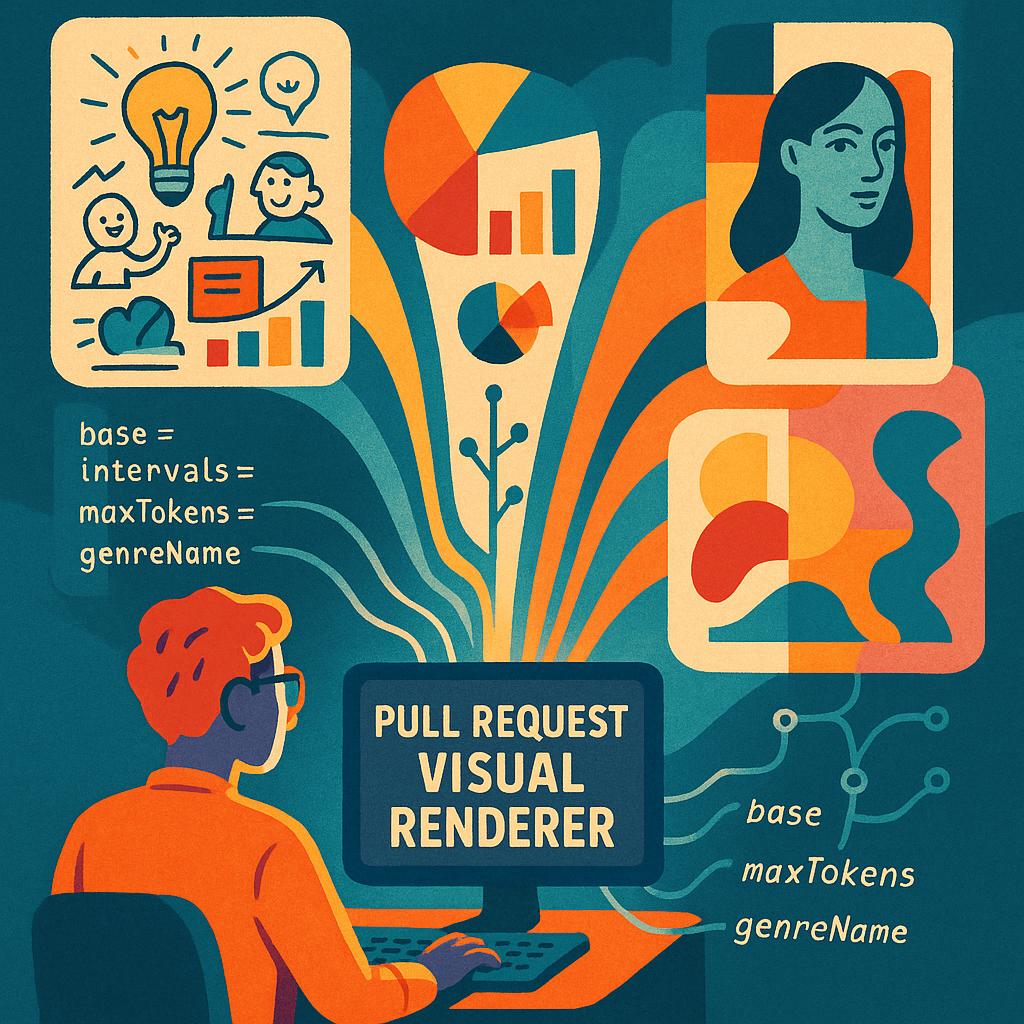 base =
intervals =
maxTokens =
genreName
PULL REQUEST
VISUAL
RENDERER
base
maxTokens
genreName